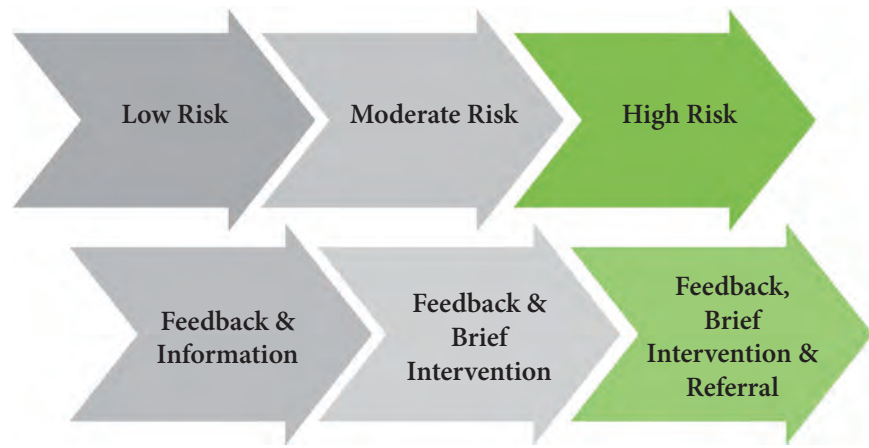 Low Risk
Moderate Risk
High Risk
Feedback &
Information
Feedback &
Brief
Intervention
Feedback,
Brief
Intervention &
Referral